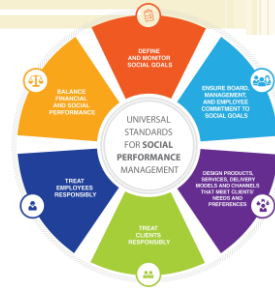 DEFINE
AND MONITOR
SOCIAL GOALS
ENSURE BOARD,
MANAGEMENT,
AND EMPLOYEE
COMMITMENT TO
SOCIAL GOALS
DESIGN PRODUCTS,
SERVICES, DELIVERY
MODELS AND CHANNELS
THAT MEET CLIENTS'
NEEDS AND
PREFERENCES
TREAT
CLIENTS
RESPONSIBLY
TREAT
EMPLOYEES
RESPONSIBLY
BALANCE
FINANCIAL
AND SOCIAL
PERFORMANCE
UNIVERSAL
STANDARDS
FOR SOCIAL
PERFORMANCE
MANAGEMENT